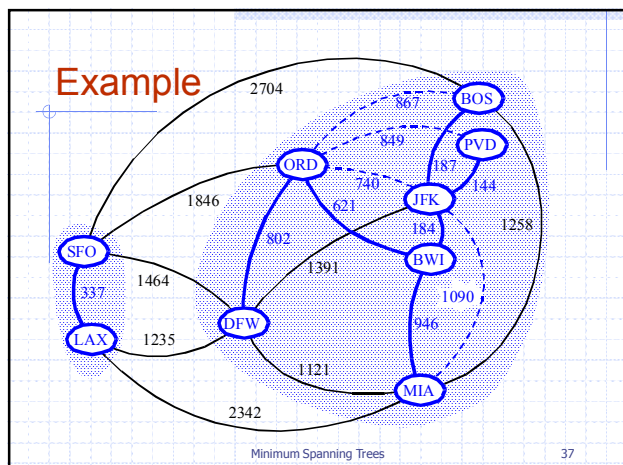 Example
2704
BOS
867
PVD
849
ORD
187
740
144
JFK
1846
621
184
1258
802
SFO
BWI
1391
1464
337
1090
DFW
946
LAX
1235
1121
MIA
2342
Minimum Spanning Trees
37